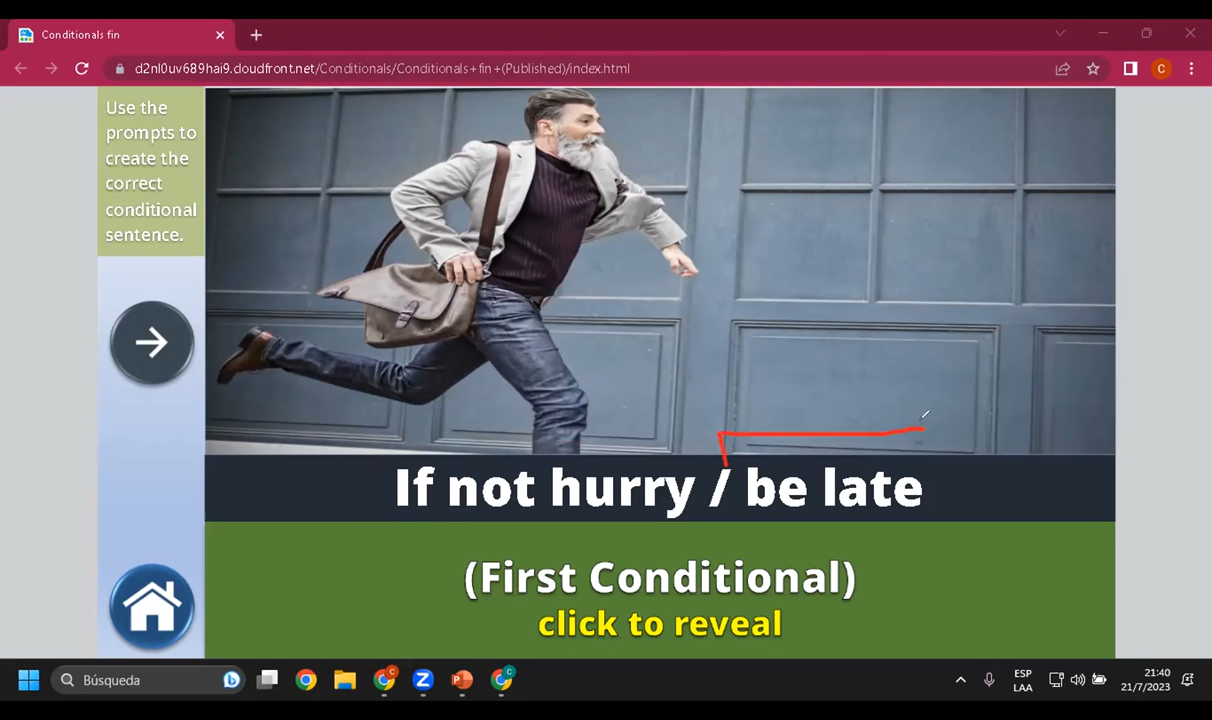 Conditionals fin
d2nl0uv689hai9.cloudfront.net/Conditionals/Conditionals+fin+(Published)/index.html
C
Use the
prompts to
create the
correct
conditional
sentence.
If not hurry / be late
(First Conditional)
click to reveal
Búsqueda
ESP
LAA
21:40
21/7/2023